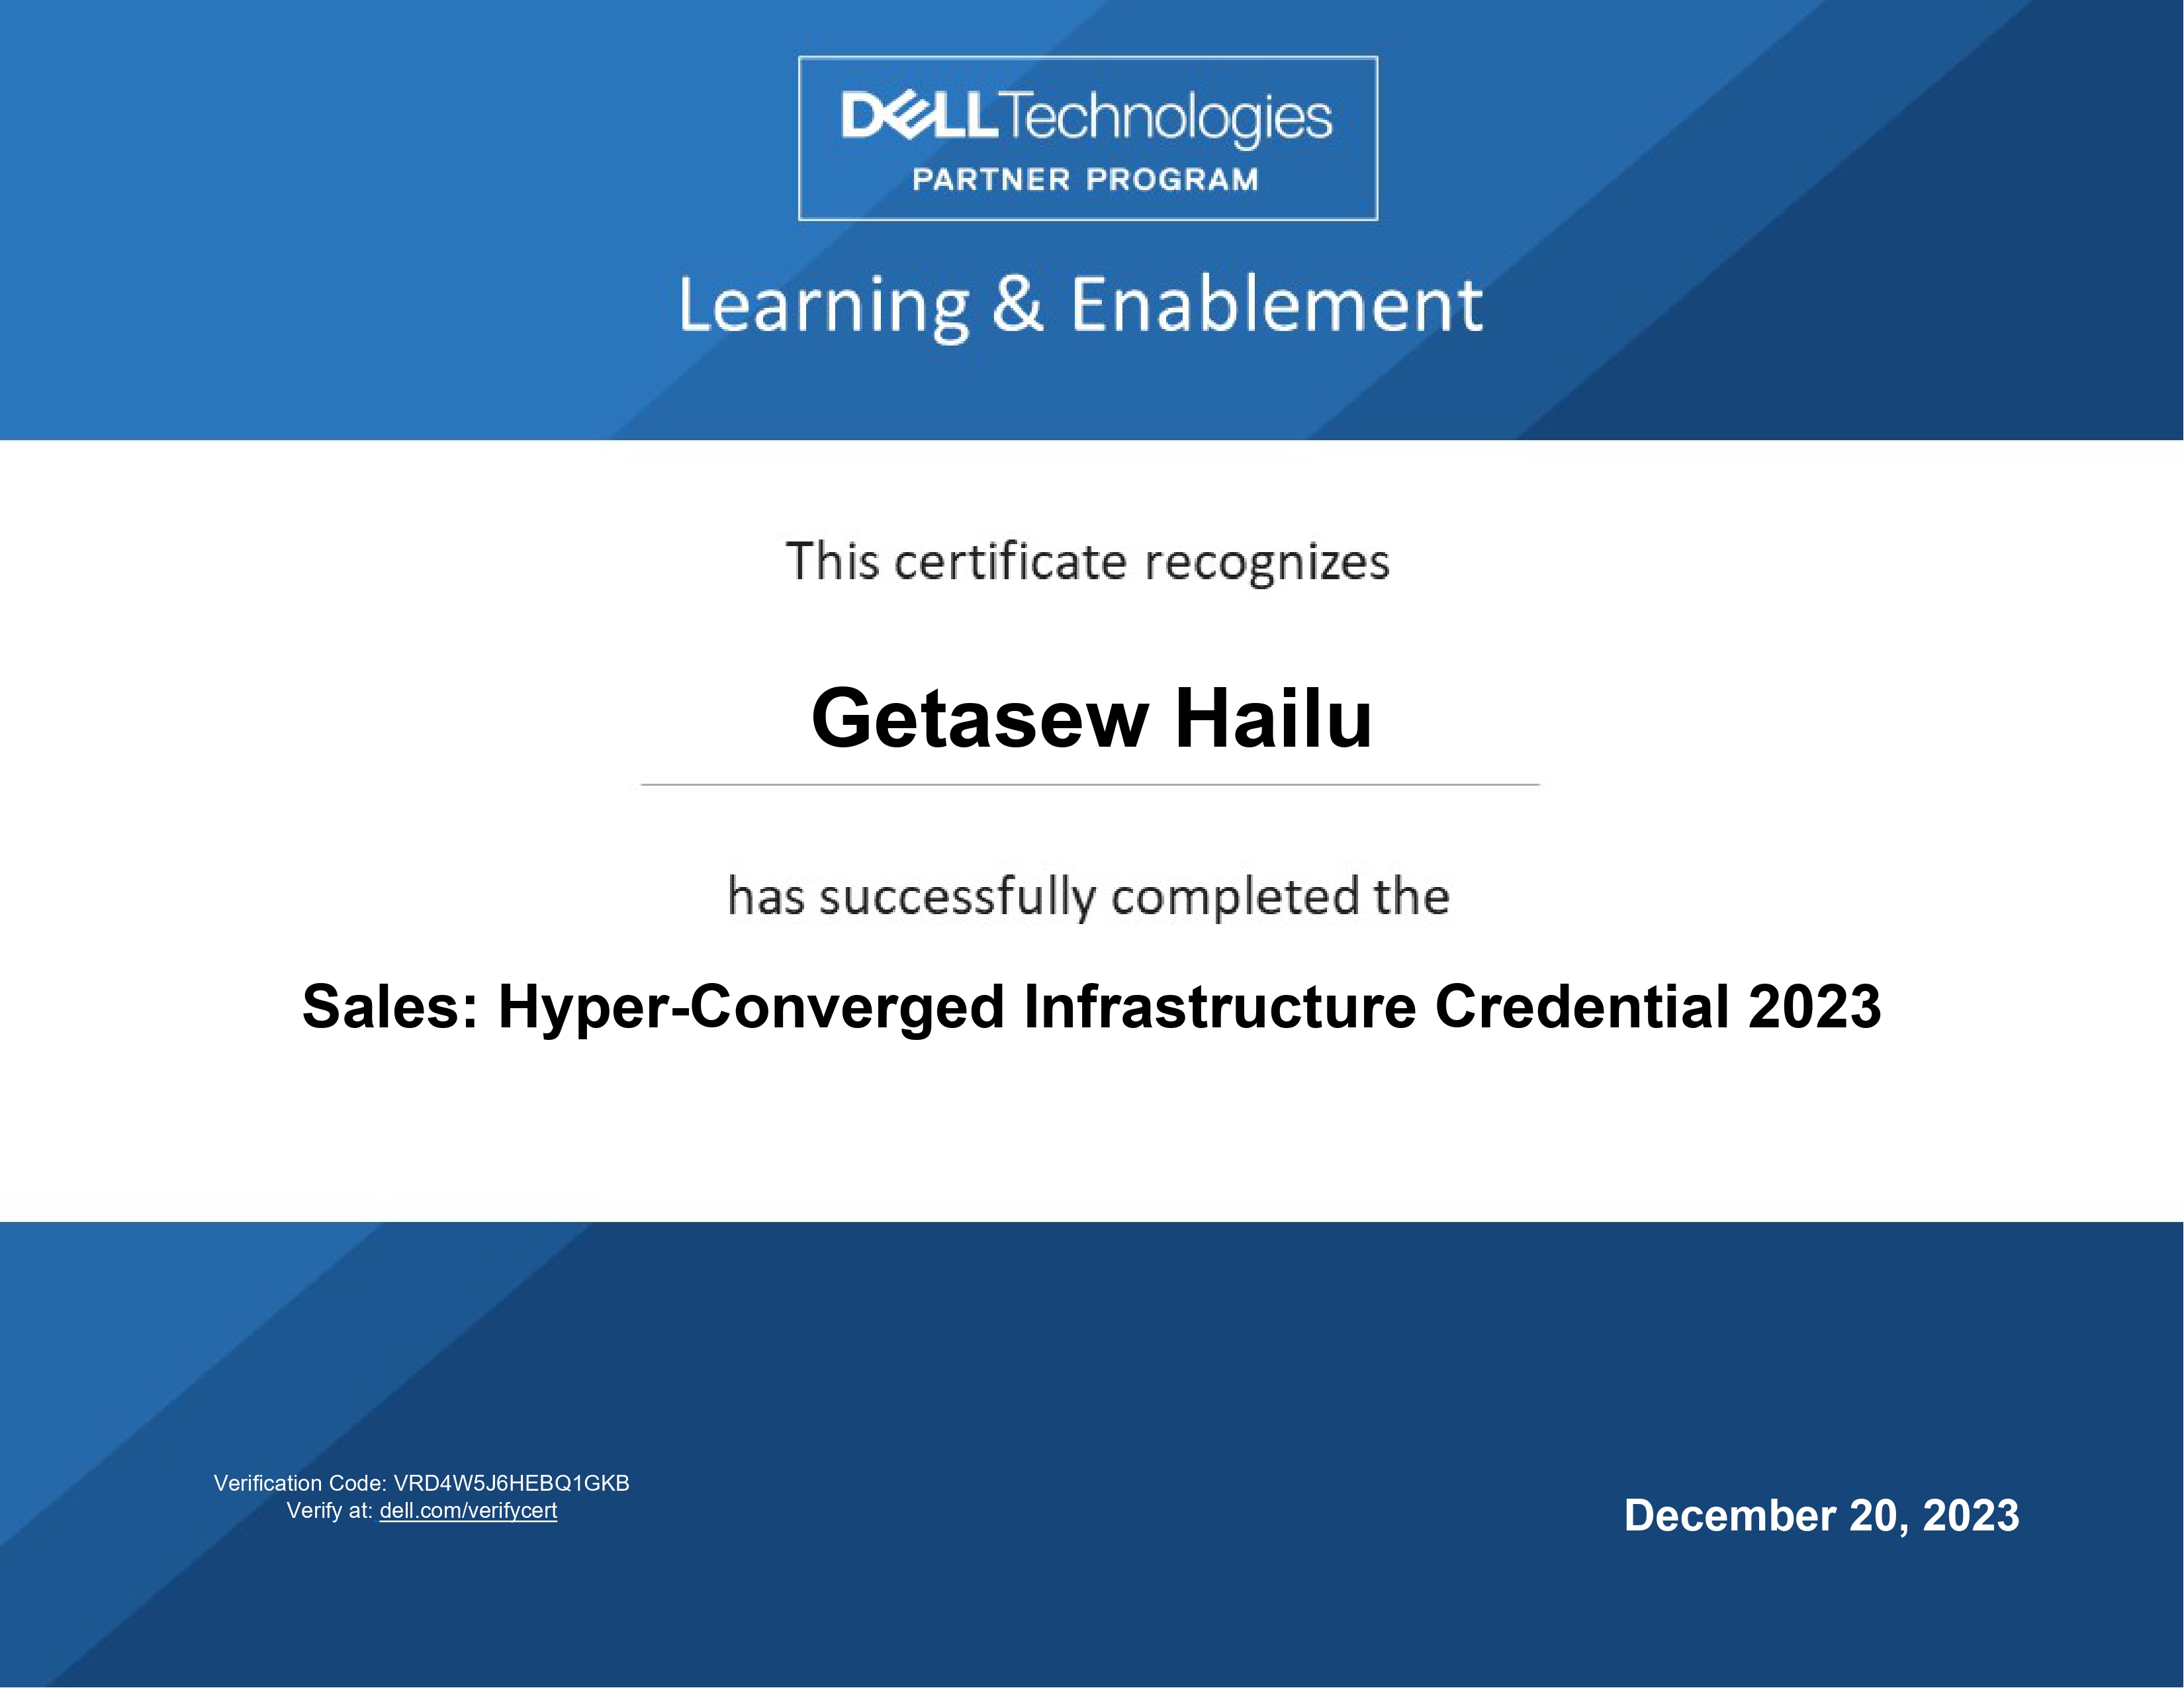 DELL Technologies
PARTNER PROGRAM
Learning & Enablement
This certificate recognizes
Getasew Hailu
has successfully completed the
Sales: Hyper-Converged Infrastructure Credential 2023
Verification Code: VRD4W5J6HEBQ1GKB
Verify at: dell.com/verifycert
December 20, 2023